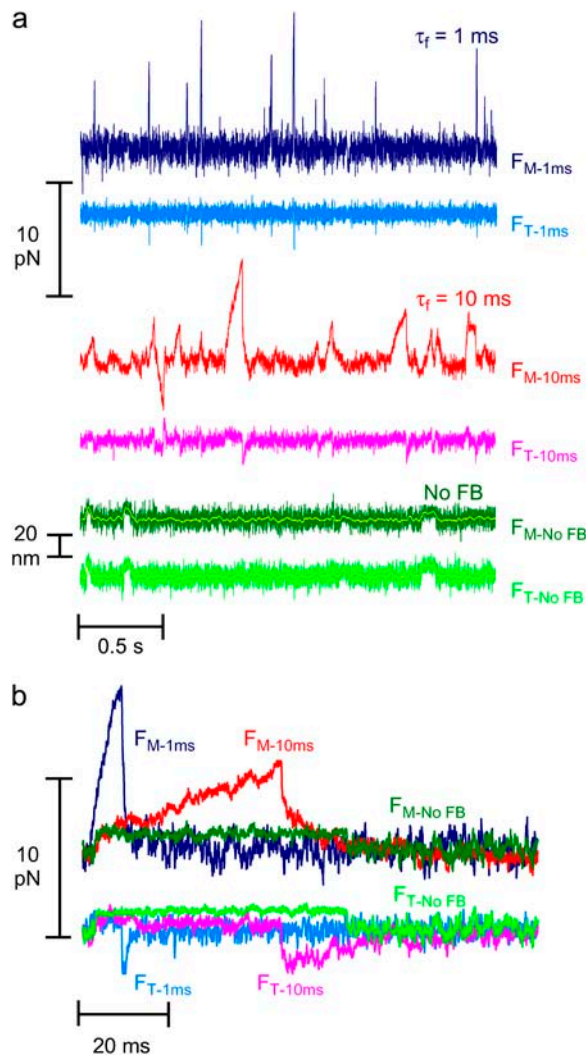 a
τf = 1 ms
FM-1ms
10
pN
FT-1ms
τf = 10 ms
FM-10ms
FT-10ms
No FB
FM-No FB
20
nm
FT-No FB
0.5 s
b
FM-1ms
FM-10ms
FM-No FB
10
pN
FT-No FB
FT-1ms
FT-10ms
20 ms